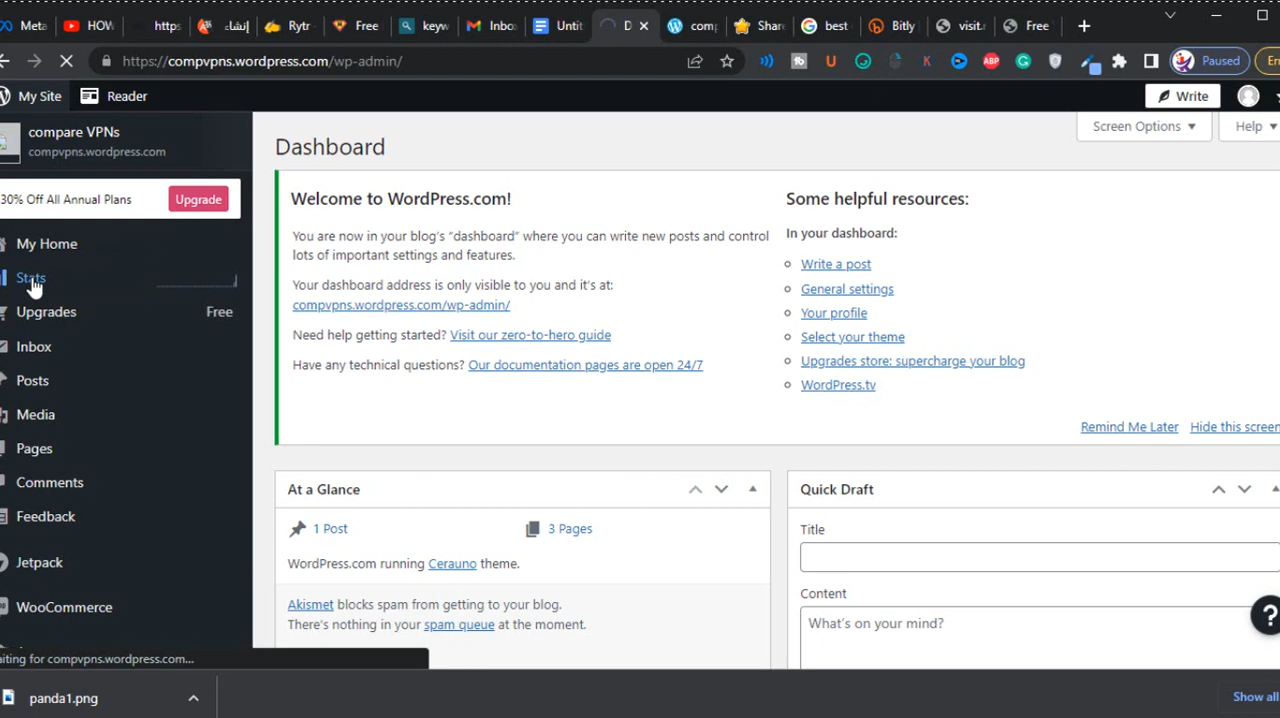 Meta
HOW
https
إنشاء
Rytr
Free
keyw
Inbox
Untit
D
comp
Share
best
Bitly
visit.r
Free
https://compvpns.wordpress.com/wp-admin/
Paused
My Site
Reader
Write
compare VPNs
compvpns.wordpress.com
30% Off All Annual Plans
Upgrade
My Home
Stats
Upgrades
Free
Inbox
Posts
Media
Pages
Comments
Feedback
Jetpack
WooCommerce
Screen Options
Help
Dashboard
Welcome to WordPress.com!
You are now in your blog's “dashboard” where you can write new posts and control
lots of important settings and features.
Your dashboard address is only visible to you and it's at:
compvpns.wordpress.com/wp-admin/
Need help getting started? Visit our zero-to-hero guide
Have any technical questions? Our documentation pages are open 24/7
Some helpful resources:
In your dashboard:
Write a post
General settings
Your profile
Select your theme
Upgrades store: supercharge your blog
WordPress.tv
Remind Me Later
Hide this screen
At a Glance
1 Post
3 Pages
WordPress.com running Cerauno theme.
Akismet blocks spam from getting to your blog.
There's nothing in your spam queue at the moment.
Quick Draft
Title
Content
What's on your mind?
aiting for compvpns.wordpress.com...
panda1.png
Show all